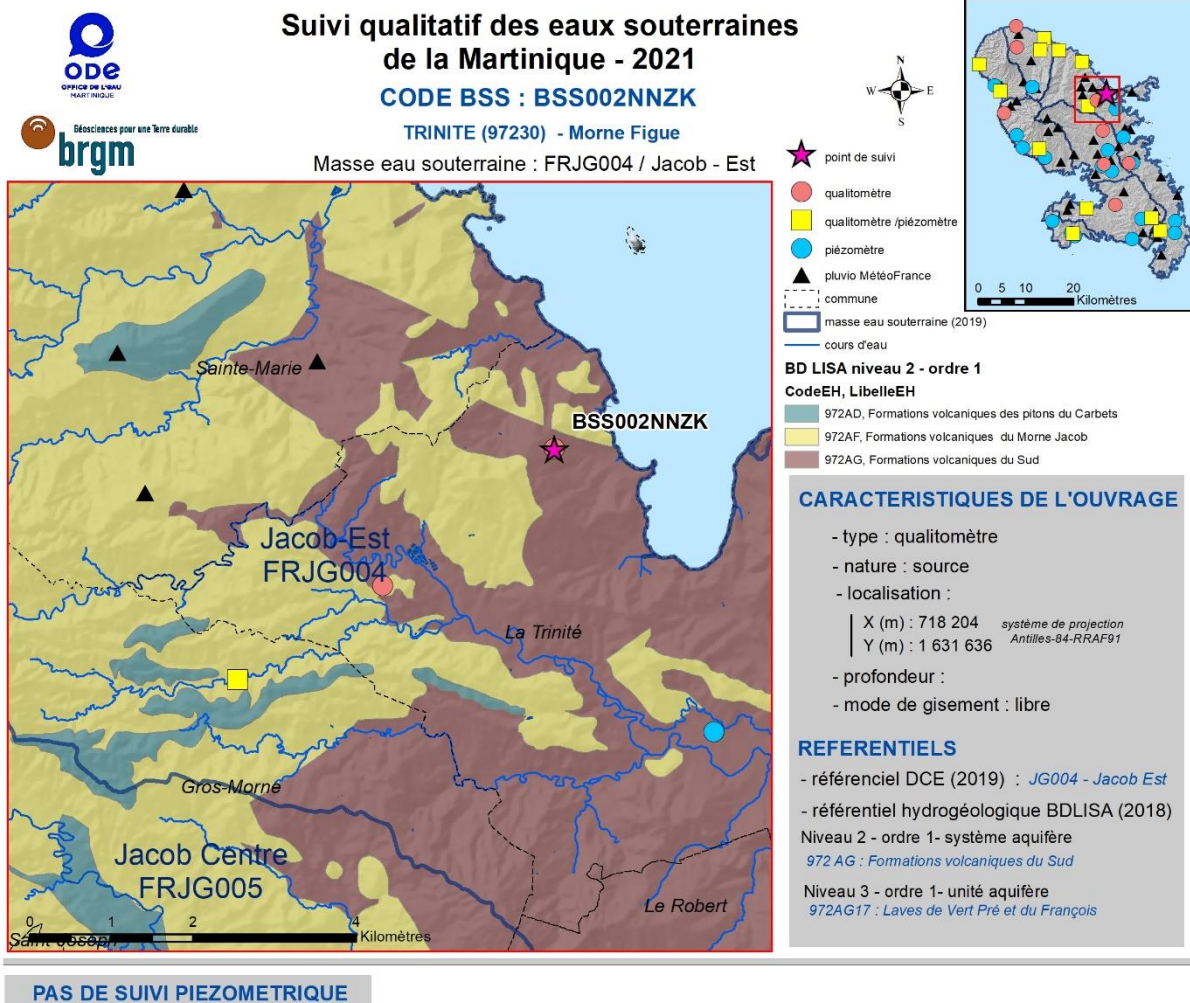 ODE
OFFICE DE L'EAU
MARTINIQUE
Géosciences pour une Terre durable
brgm
Suivi qualitatif des eaux souterraines
de la Martinique - 2021
CODE BSS : BSS002NNZK
TRINITE (97230) - Morne Figue
Masse eau souterraine : FRJG004 / Jacob - Est
N
W
E
S
point de suivi
qualitomètre
qualitomètre /piézomètre
piézomètre
pluvio MétéoFrance
commune
masse eau souterraine (2019)
cours d'eau
0 5 10 20
Kilomètres
BD LISA niveau 2 - ordre 1
CodeEH, LibelleEH
972AD, Formations volcaniques des pitons du Carbets
972AF, Formations volcaniques du Morne Jacob
972AG, Formations volcaniques du Sud
Sainte-Marie
BSS002NNZK
Jacob-Est
FRJG004
La Trinité
Gros-Morne
Jacob Centre
FRJG005
Le Robert
0 1 2 4
Kilomètres
Saint-Joseph
CARACTERISTIQUES DE L'OUVRAGE
- type : qualitomètre
- nature : source
- localisation :
X (m) : 718 204
Y (m) : 1 631 636
système de projection
Antilles-84-RRAF91
- profondeur :
- mode de gisement : libre
REFERENTIELS
- référenciel DCE (2019) : JG004 - Jacob Est
- référentiel hydrogéologique BDLISA (2018)
Niveau 2 - ordre 1- système aquifère
972 AG : Formations volcaniques du Sud
Niveau 3 - ordre 1- unité aquifère
972AG17 : Laves de Vert Pré et du François
PAS DE SUIVI PIEZOMETRIQUE